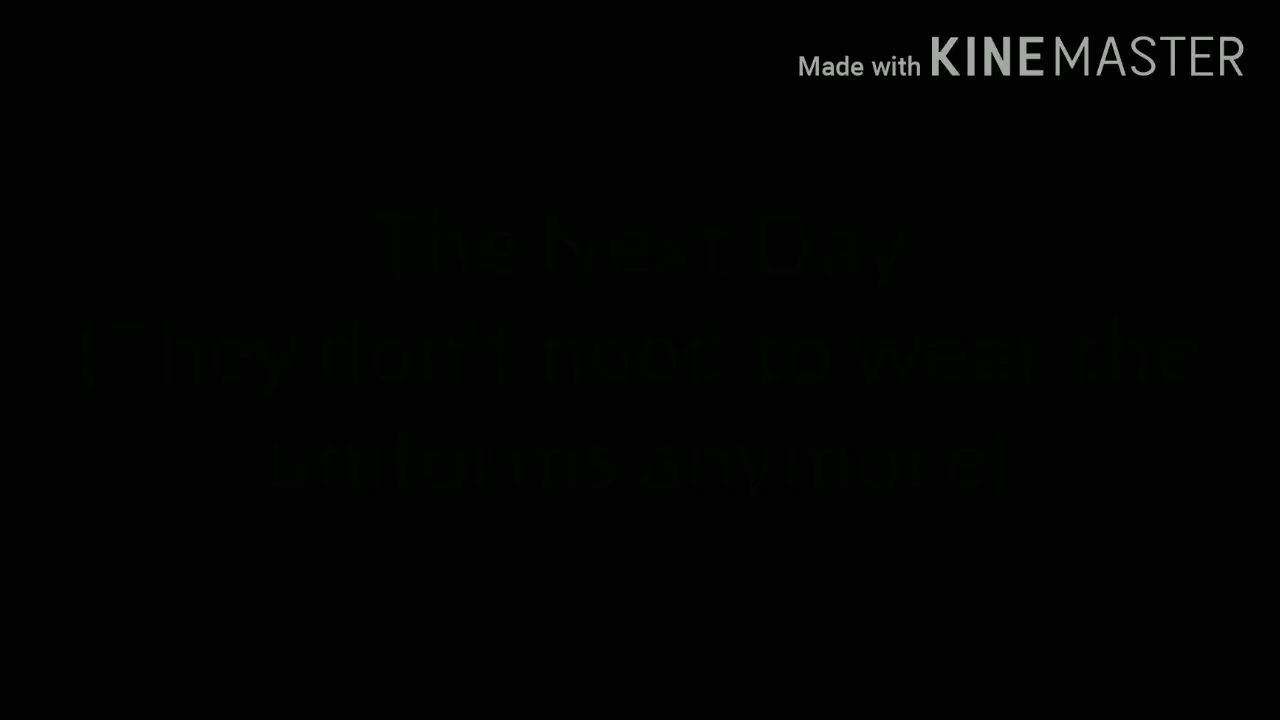 Made with KINEMASTER
The Next Day
(They don't need to wear the
uniforms anymore)